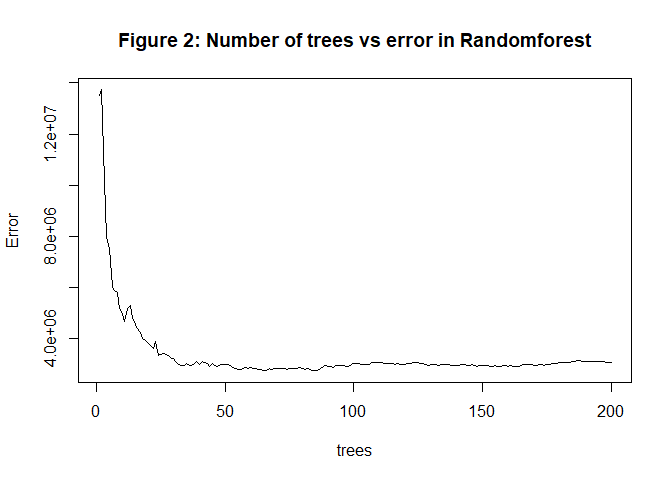 Figure 2: Number of trees vs error in Randomforest
1.2e+07
8.0e+06
4.0e+06
Error
0 50 100 150 200
trees